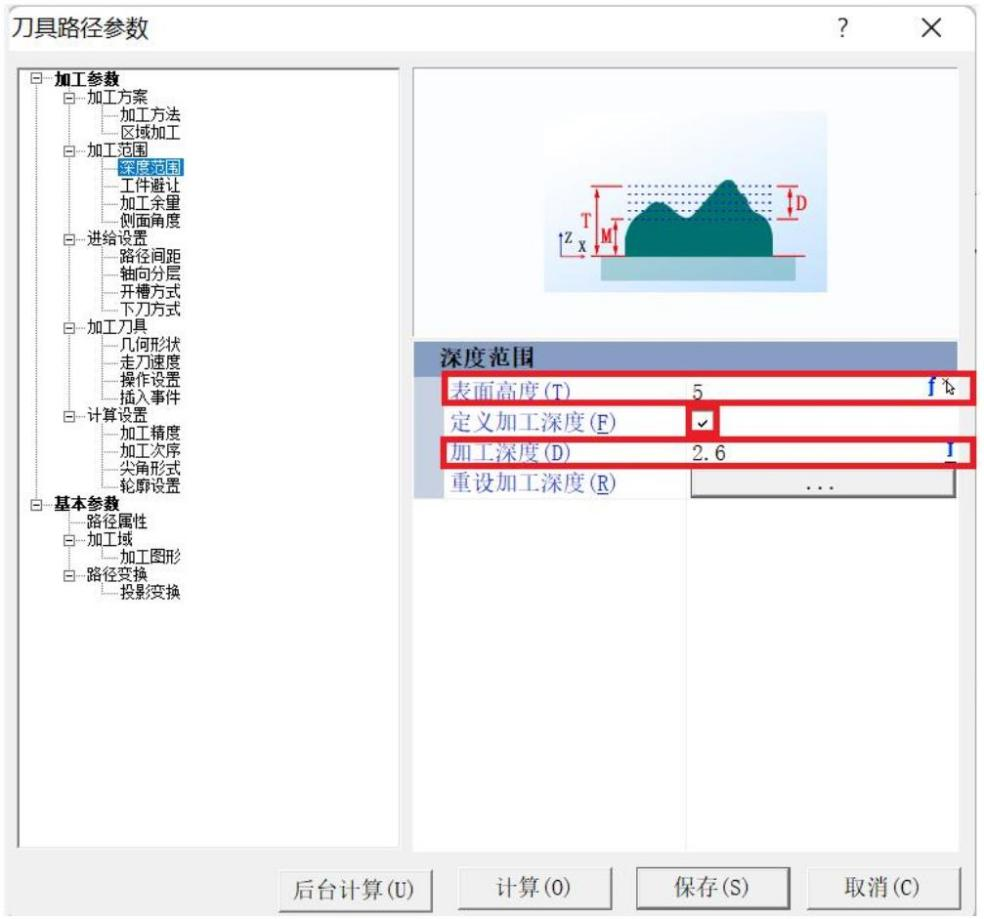 刀具路径参数
加工参数
加工方案
加工方法
区域加工
加工范围
深度范围
工件避让
加工余量
侧面角度
进给设置
路径间距
轴向分层
开槽方式
下刀方式
加工刀具
几何形状
走刀速度
操作设置
插入事件
计算设置
加工精度
加工次序
尖角形式
轮廓设置
基本参数
路径属性
加工域
加工图形
路径变换
投影变换
T
M
D
Z
X
深度范围
表面高度(T) 5 f
定义加工深度(F)
加工深度(D) 2.6
重设加工深度(R) ...
后台计算(U) 计算(O) 保存(S) 取消(C)